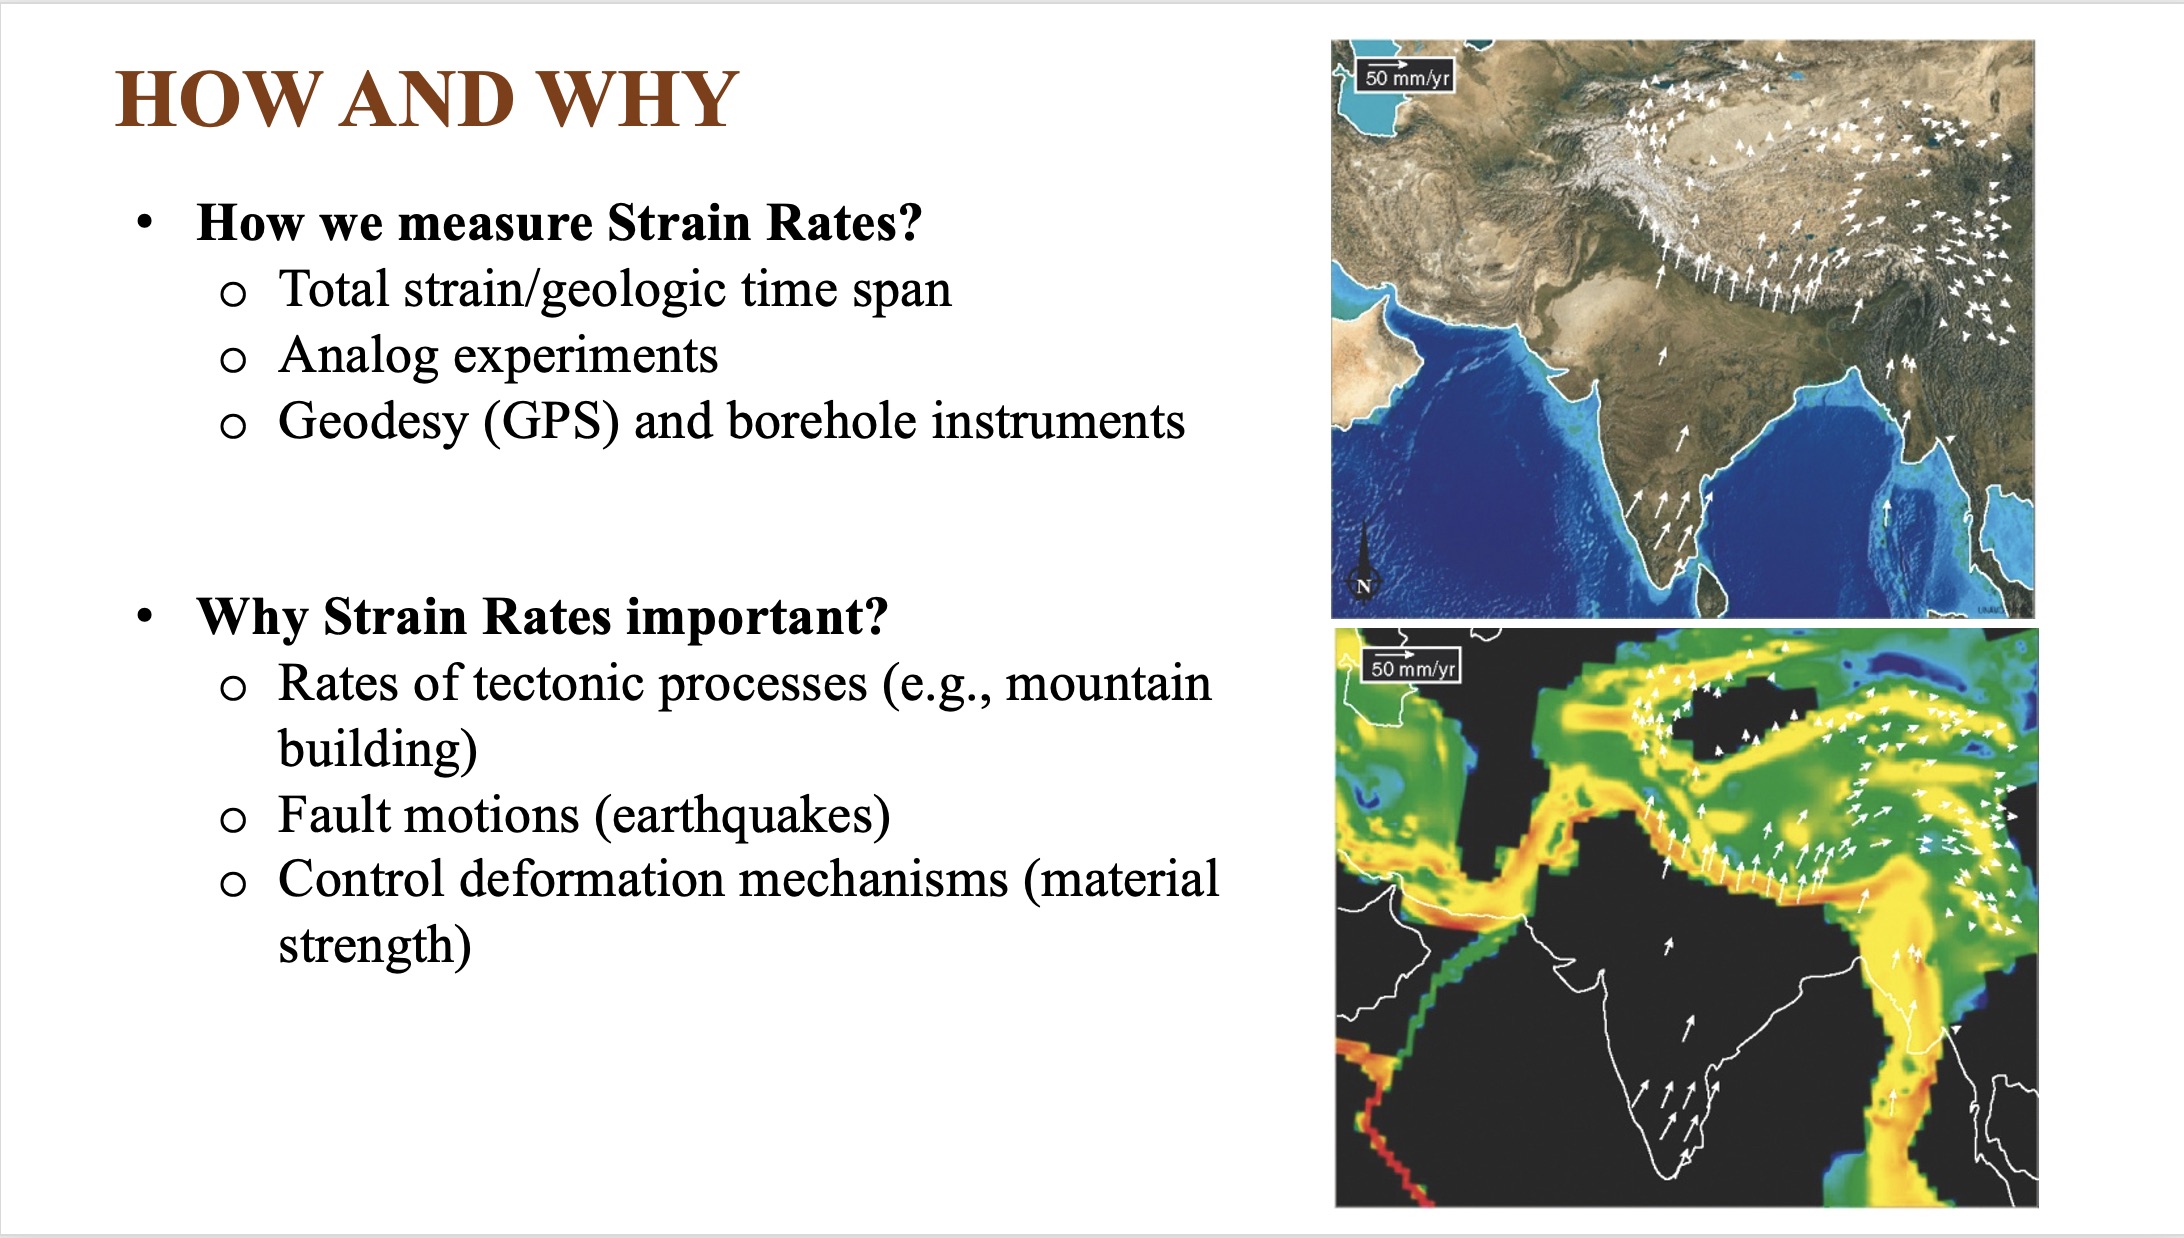 HOW AND WHY
• How we measure Strain Rates?
o Total strain/geologic time span
o Analog experiments
o Geodesy (GPS) and borehole instruments
• Why Strain Rates important?
o Rates of tectonic processes (e.g., mountain
building)
o Fault motions (earthquakes)
o Control deformation mechanisms (material
strength)
50 mm/yr
N
50 mm/yr